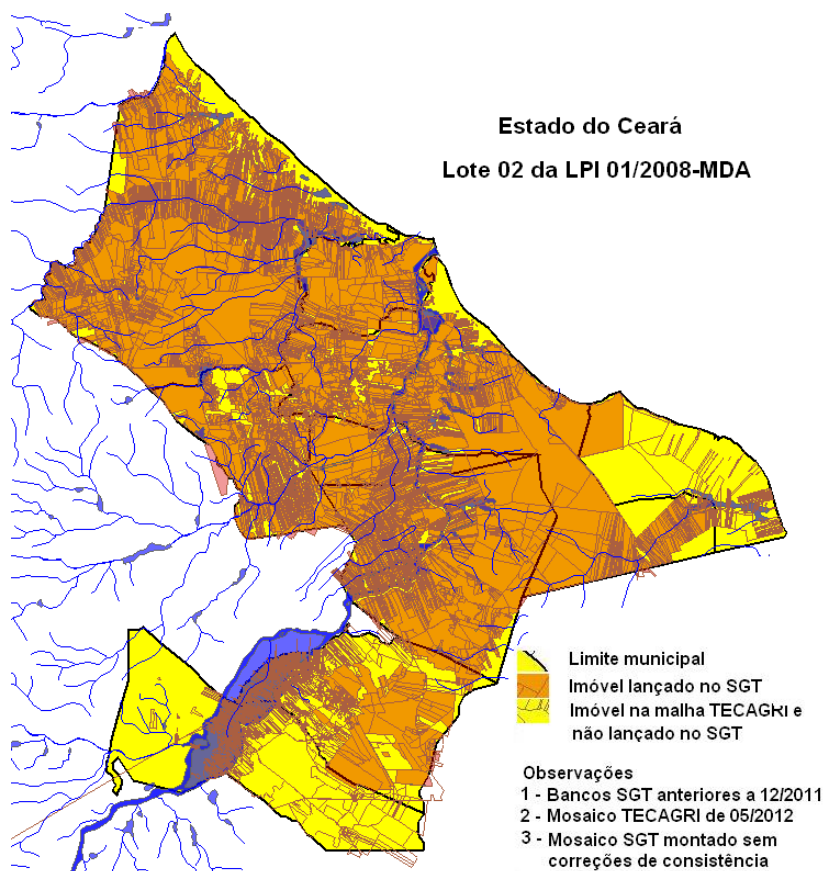 Estado do Ceará
Lote 02 da LPI 01/2008-MDA
Limite municipal
Imóvel lançado no SGT
Imóvel na malha TECAGRI e
não lançado no SGT
Observações
1 - Bancos SGT anteriores a 12/2011
2 - Mosaico TECAGRI de 05/2012
3 - Mosaico SGT montado sem
correções de consistência